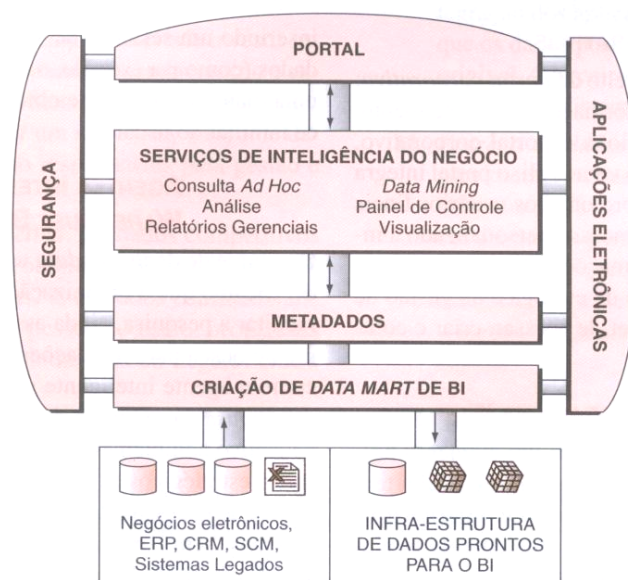 PORTAL
SEGURANÇA
APLICAÇÕES ELETRÔNICAS
SERVIÇOS DE INTELIGÊNCIA DO NEGÓCIO
Consulta Ad Hoc
Análise
Relatórios Gerenciais
Data Mining
Painel de Controle
Visualização
METADADOS
CRIAÇÃO DE DATA MART DE BI
Negócios eletrônicos,
ERP, CRM, SCM,
Sistemas Legados
INFRA-ESTRUTURA
DE DADOS PRONTOS
PARA O BI